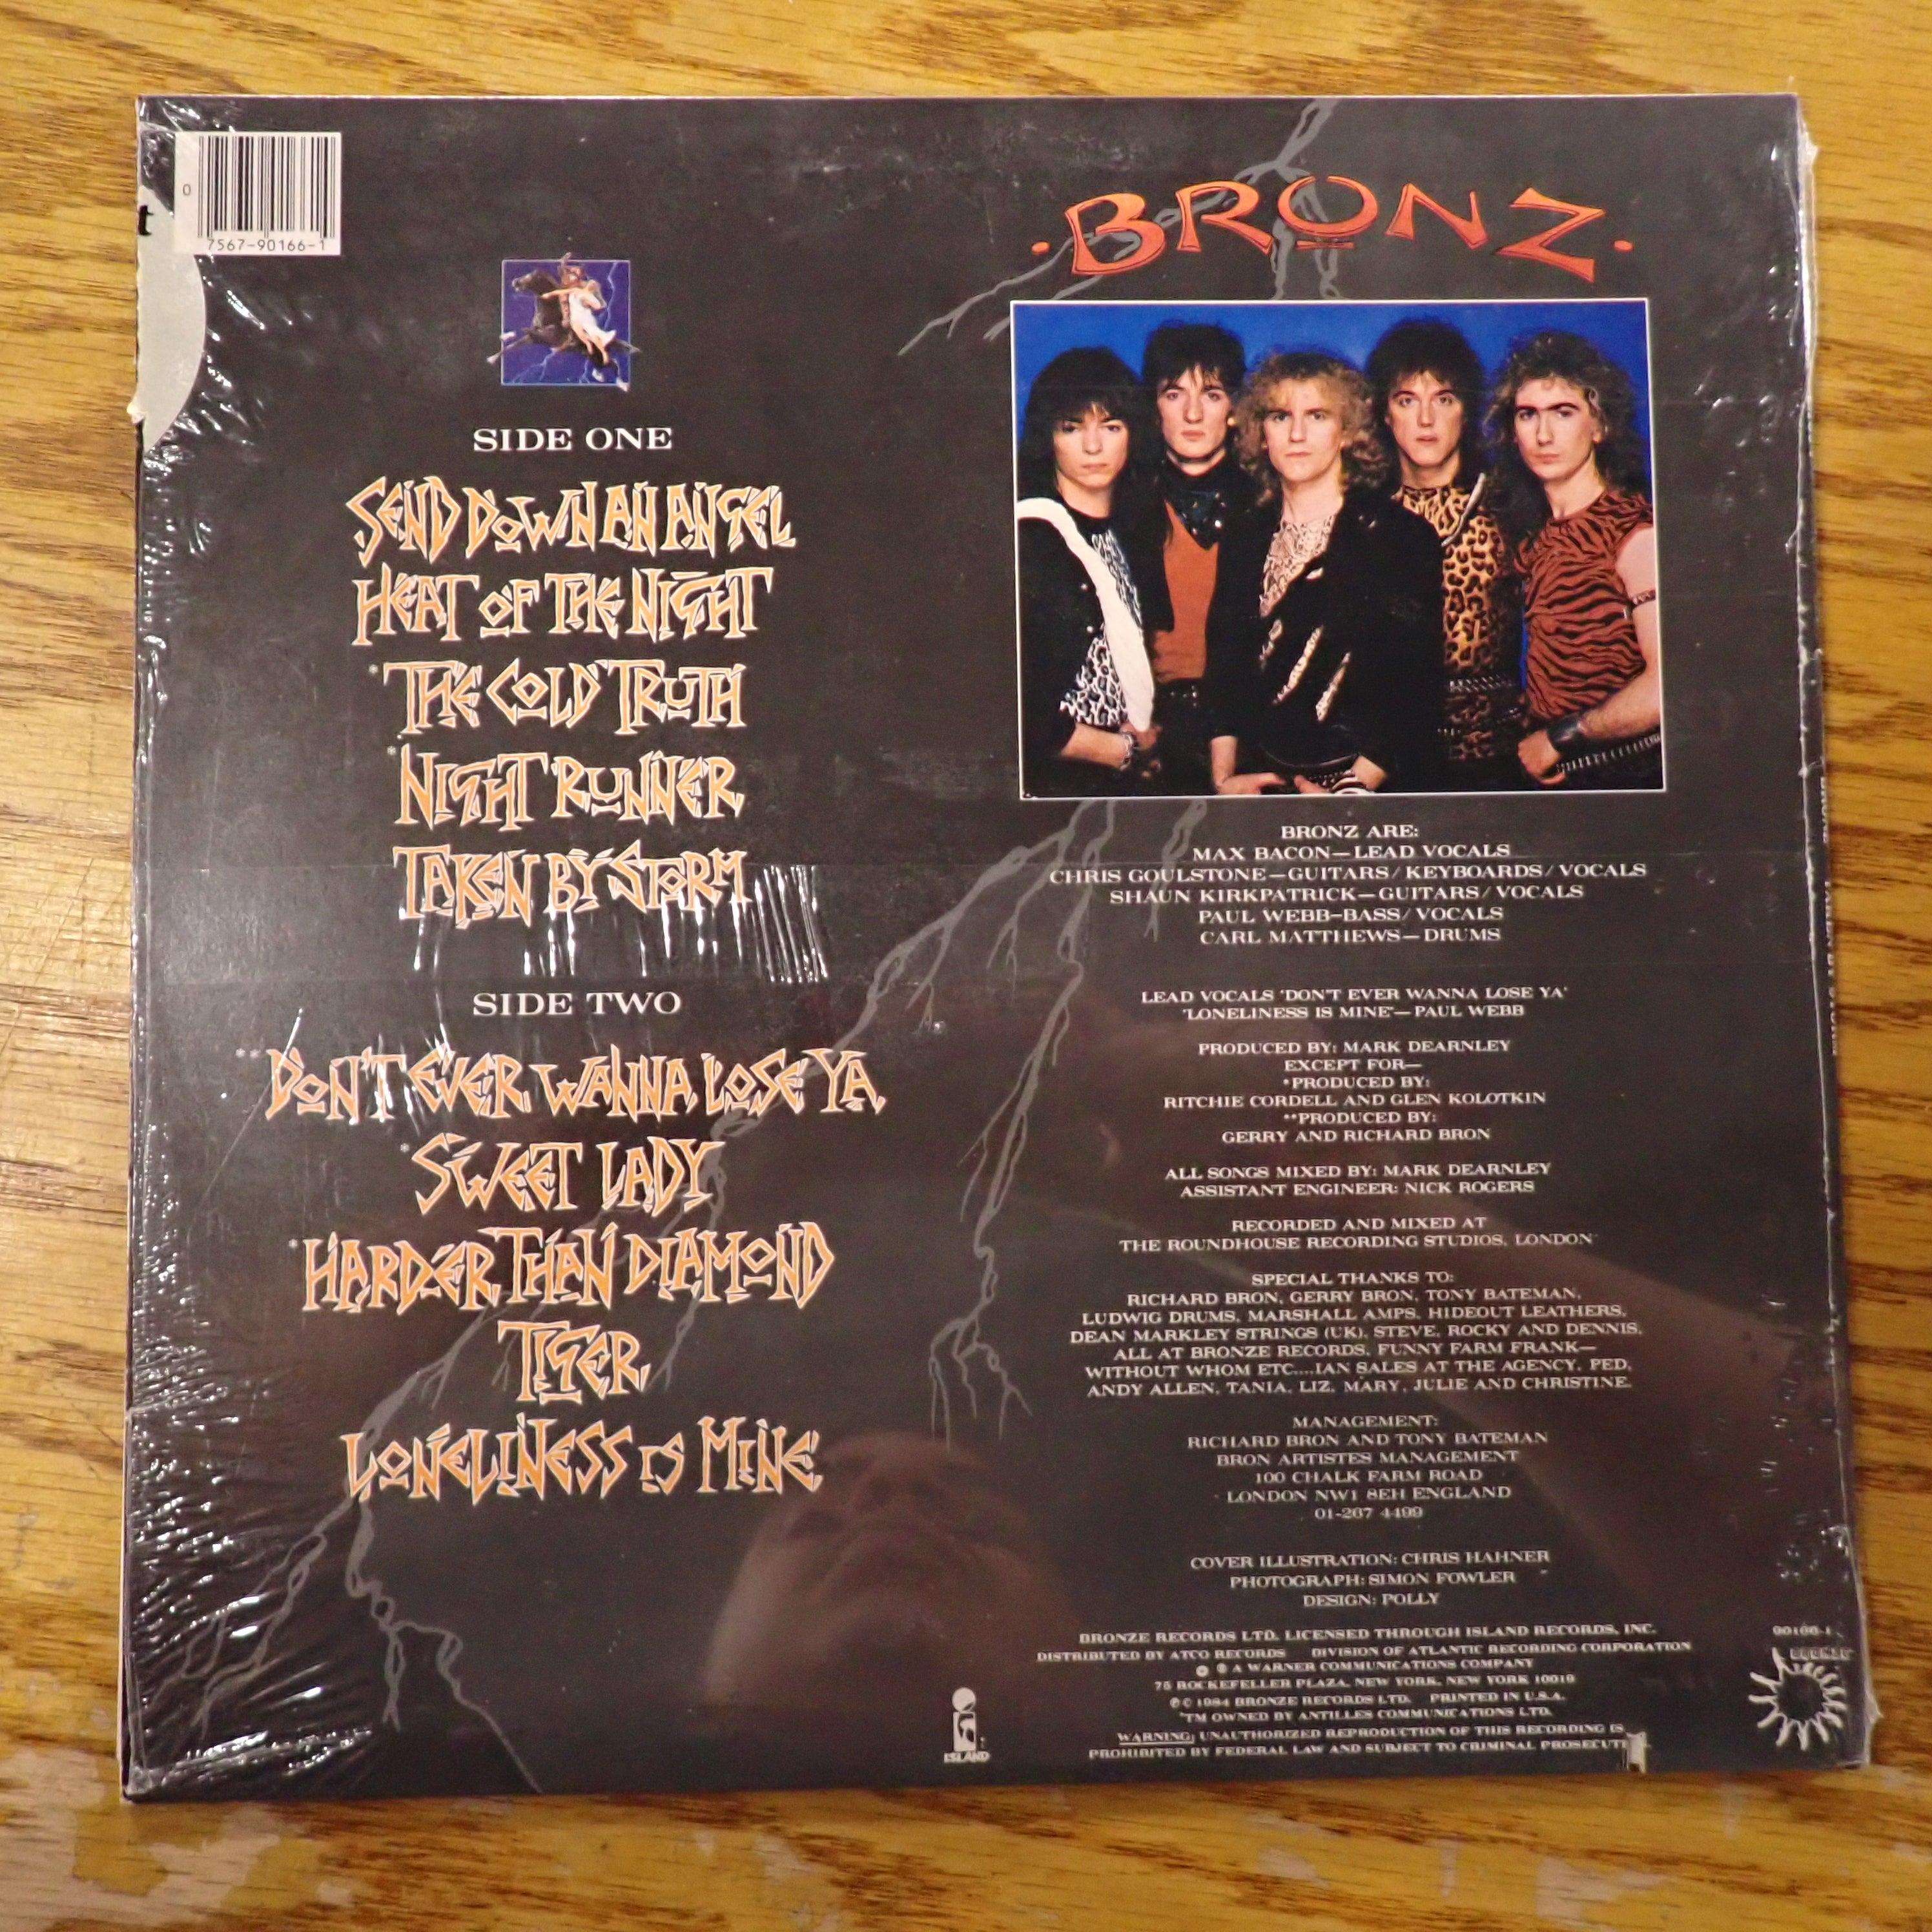 0
7567-90166-1
t
SIDE ONE
SEND DOWN AN ANGEL
HEAT OF THE NIGHT
*THE COLD TRUTH
*NIGHT RUNNER
TAKEN BY STORM
SIDE TWO
**DON'T EVER WANNA LOSE YA
*SWEET LADY
*HARDER THAN DIAMOND
TIGER
LONELINESS IS MINE
·BRONZ·
BRONZ ARE:
MAX BACON—LEAD VOCALS
CHRIS GOULSTONE—GUITARS/KEYBOARDS/VOCALS
SHAUN KIRKPATRICK—GUITARS/VOCALS
PAUL WEBB—BASS/VOCALS
CARL MATTHEWS—DRUMS
LEAD VOCALS 'DON'T EVER WANNA LOSE YA'
'LONELINESS IS MINE'—PAUL WEBB
PRODUCED BY: MARK DEARNLEY
EXCEPT FOR—
*PRODUCED BY:
RITCHIE CORDELL AND GLEN KOLOTKIN
**PRODUCED BY:
GERRY AND RICHARD BRON
ALL SONGS MIXED BY: MARK DEARNLEY
ASSISTANT ENGINEER: NICK ROGERS
RECORDED AND MIXED AT
THE ROUNDHOUSE RECORDING STUDIOS, LONDON
SPECIAL THANKS TO:
RICHARD BRON, GERRY BRON, TONY BATEMAN,
LUDWIG DRUMS, MARSHALL AMPS, HIDEOUT LEATHERS,
DEAN MARKLEY STRINGS (UK), STEVE, ROCKY AND DENNIS,
ALL AT BRONZE RECORDS, FUNNY FARM FRANK—
WITHOUT WHOM ETC....IAN SALES AT THE AGENCY, PED,
ANDY ALLEN, TANIA, LIZ, MARY, JULIE AND CHRISTINE.
MANAGEMENT:
RICHARD BRON AND TONY BATEMAN
BRON ARTISTES MANAGEMENT
100 CHALK FARM ROAD
LONDON NW1 8EH ENGLAND
01-267 4499
COVER ILLUSTRATION: CHRIS HAHNER
PHOTOGRAPH: SIMON FOWLER
DESIGN: POLLY
BRONZE RECORDS LTD. LICENSED THROUGH ISLAND RECORDS, INC.
DISTRIBUTED BY ATCO RECORDS DIVISION OF ATLANTIC RECORDING CORPORATION
A WARNER COMMUNICATIONS COMPANY
75 ROCKEFELLER PLAZA, NEW YORK, NEW YORK 10019
℗© 1984 BRONZE RECORDS LTD. PRINTED IN U.S.A.
*TM OWNED BY ANTILLES COMMUNICATIONS LTD.
WARNING: UNAUTHORIZED REPRODUCTION OF THIS RECORDING IS
PROHIBITED BY FEDERAL LAW AND SUBJECT TO CRIMINAL PROSECUTI
ISLAND
90166-1
BRONZE